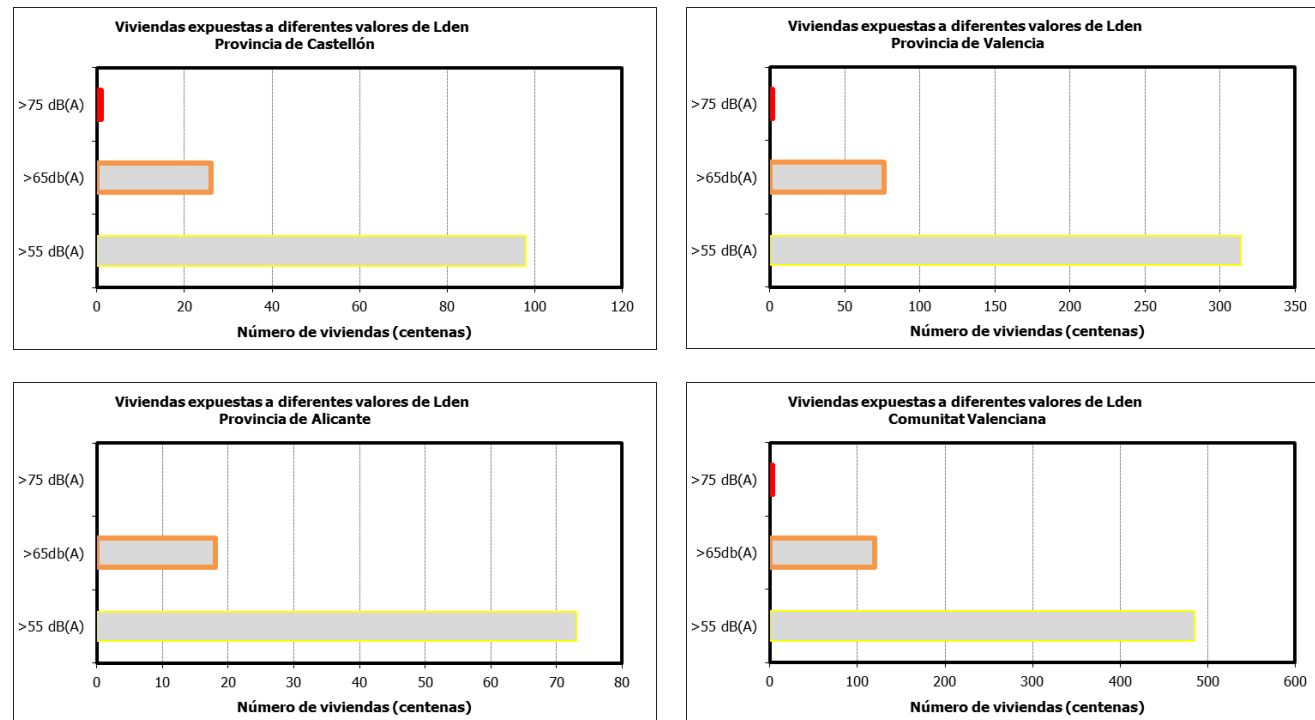 Viviendas expuestas a diferentes valores de Lden
Provincia de Castellón
>75 dB(A)
>65db(A)
>55 dB(A)
0 20 40 60 80 100 120
Número de viviendas (centenas)
Viviendas expuestas a diferentes valores de Lden
Provincia de Valencia
>75 dB(A)
>65db(A)
>55 dB(A)
0 50 100 150 200 250 300 350
Número de viviendas (centenas)
Viviendas expuestas a diferentes valores de Lden
Provincia de Alicante
>75 dB(A)
>65db(A)
>55 dB(A)
0 10 20 30 40 50 60 70 80
Número de viviendas (centenas)
Viviendas expuestas a diferentes valores de Lden
Comunitat Valenciana
>75 dB(A)
>65db(A)
>55 dB(A)
0 100 200 300 400 500 600
Número de viviendas (centenas)